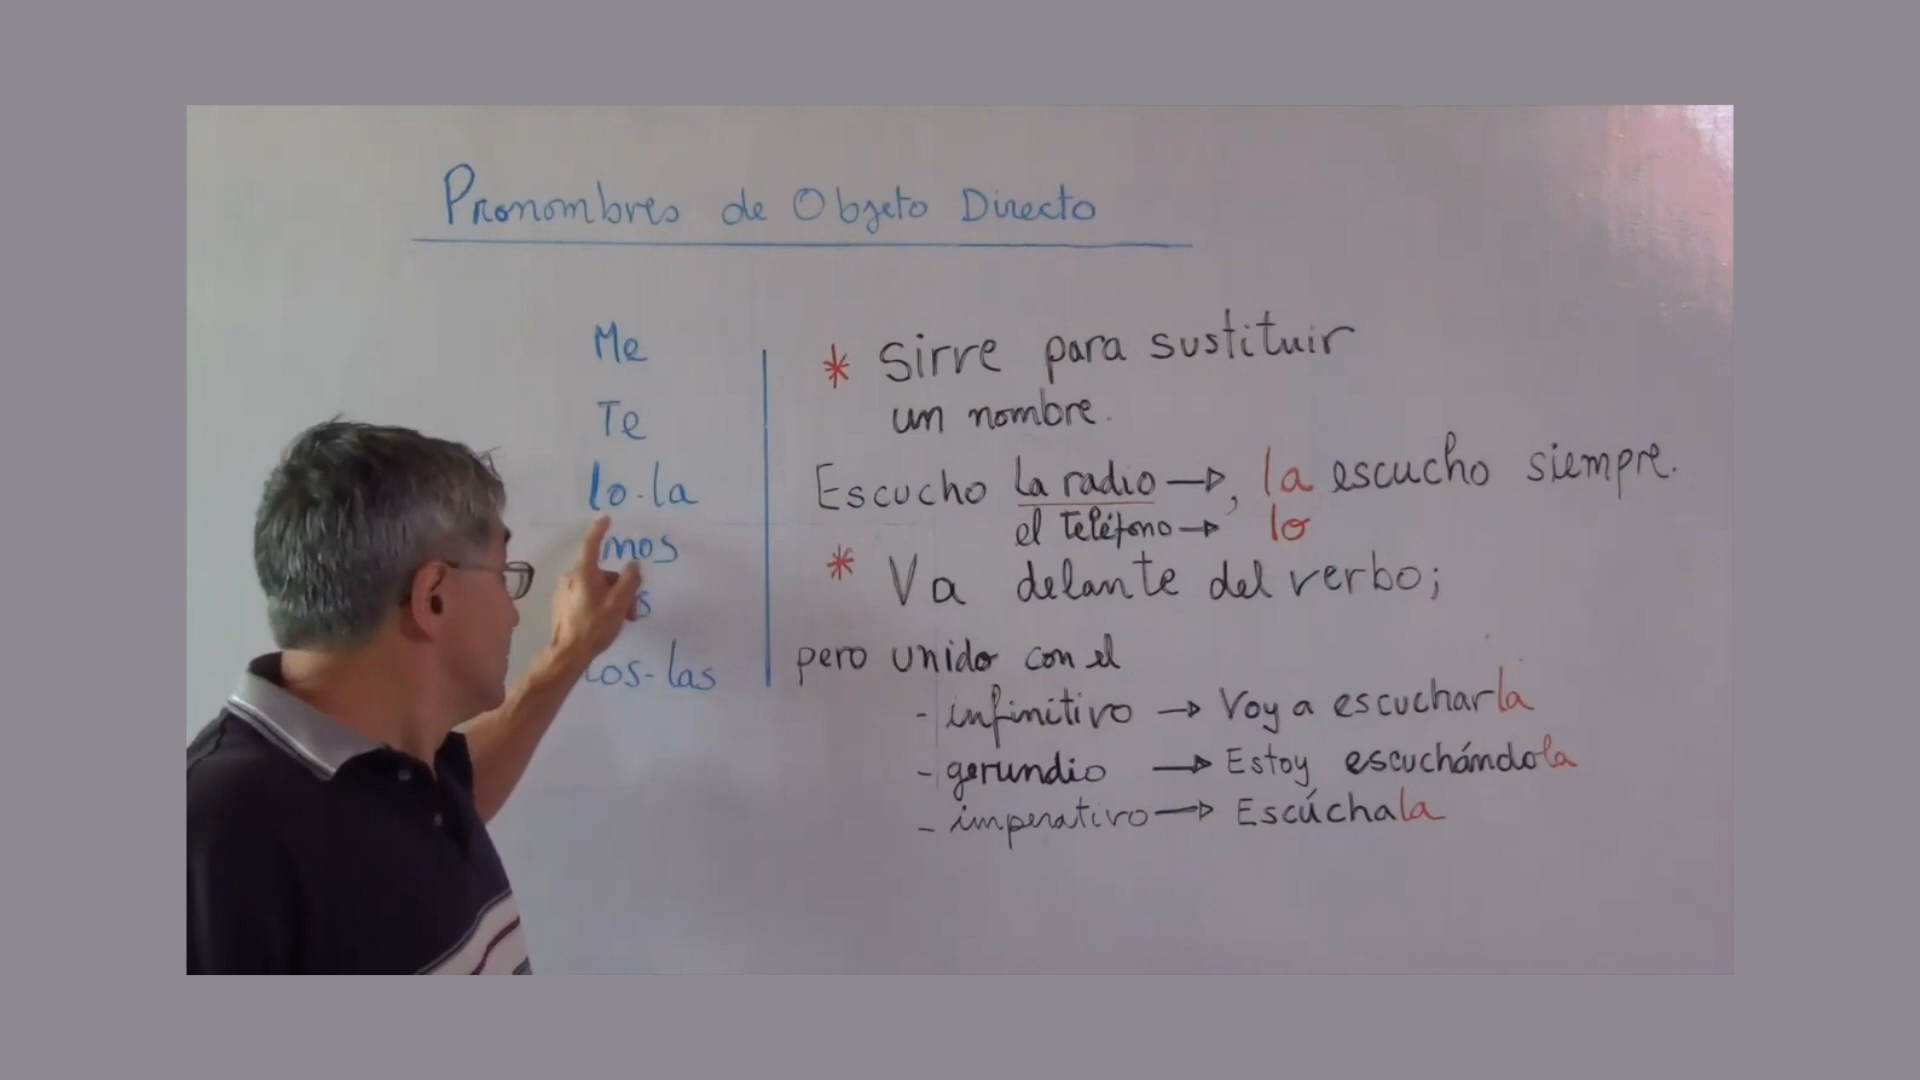 Pronombres de Objeto Directo
Me
Te
lo-la
nos
los-las
* Sirve para sustituir
un nombre.
Escucho la radio →, la escucho siempre.
el teléfono → lo
* Va delante del verbo;
pero unido con el
- infinitivo → Voy a escucharla
- gerundio → Estoy escuchándola
- imperativo → Escúchala